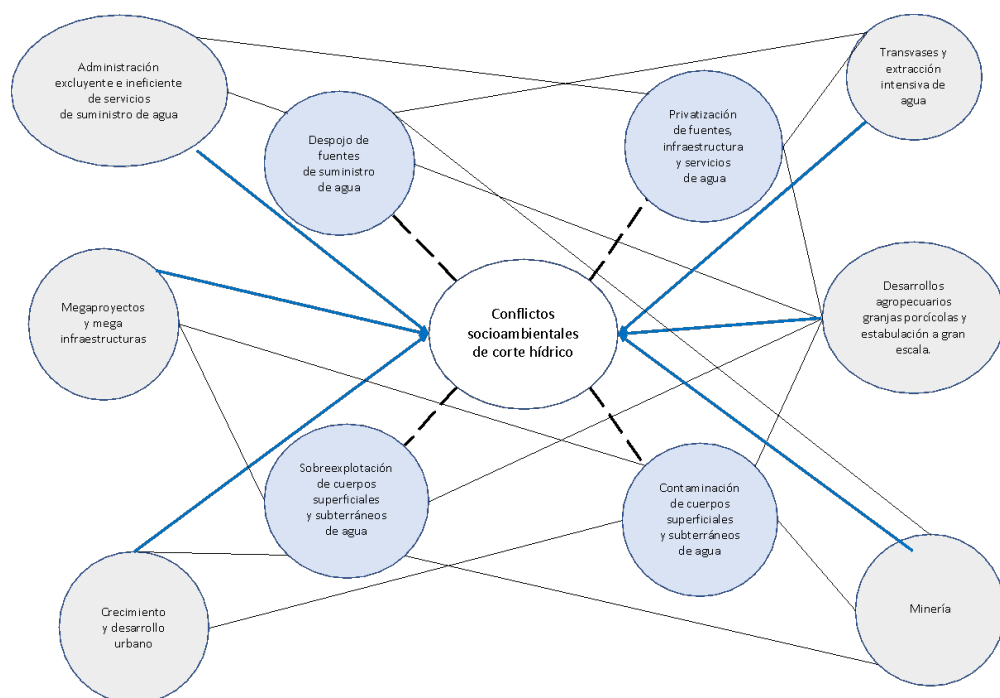 Administración
excluyente e ineficiente
de servicios
de suministro de agua
Despojo de
fuentes
de suministro
de agua
Privatización
de fuentes,
infraestructura
y servicios
de agua
Transvases y
extracción
intensiva de
agua
Megaproyectos
y mega
infraestructuras
Conflictos
socioambientales
de corte hídrico
Desarrollos
agropecuarios
granjas porcícolas y
estabulación a gran
escala.
Sobreexplotación
de cuerpos
superficiales
y subterráneos
de agua
Contaminación
de cuerpos
superficiales
y subterráneos
de agua
Crecimiento
y desarrollo
urbano
Minería